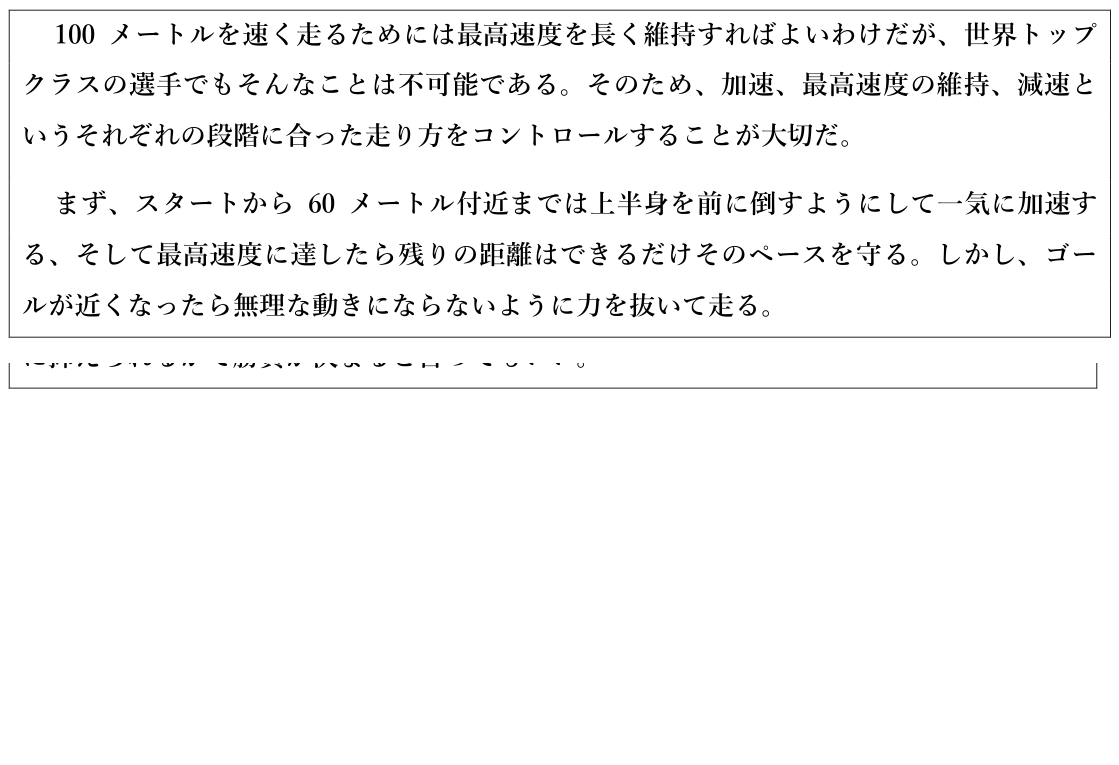 100 メートルを速く走るためには最高速度を長く維持すればよいわけだが、世界トップ
クラスの選手でもそんなことは不可能である。そのため、加速、最高速度の維持、減速と
いうそれぞれの段階に合った走り方をコントロールすることが大切だ。
まず、スタートから 60 メートル付近までは上半身を前に倒すようにして一気に加速す
る、そして最高速度に達したら残りの距離はできるだけそのペースを守る。しかし、ゴー
ルが近くなったら無理な動きにならないように力を抜いて走る。